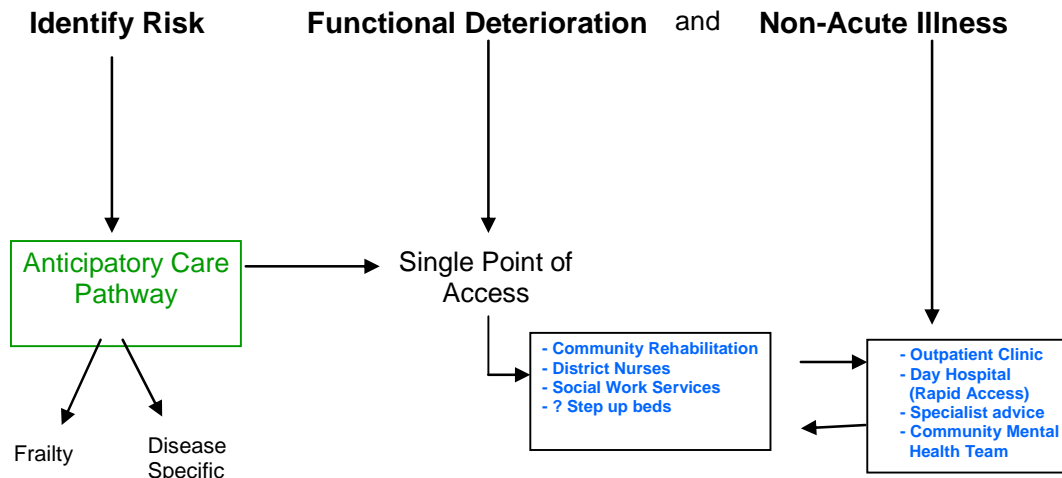 Identify Risk
Functional Deterioration and Non-Acute Illness
Anticipatory Care
Pathway
Single Point of
Access
- Community Rehabilitation
- District Nurses
- Social Work Services
- ? Step up beds
- Outpatient Clinic
- Day Hospital
(Rapid Access)
- Specialist advice
- Community Mental
Health Team
Frailty
Disease
Specific